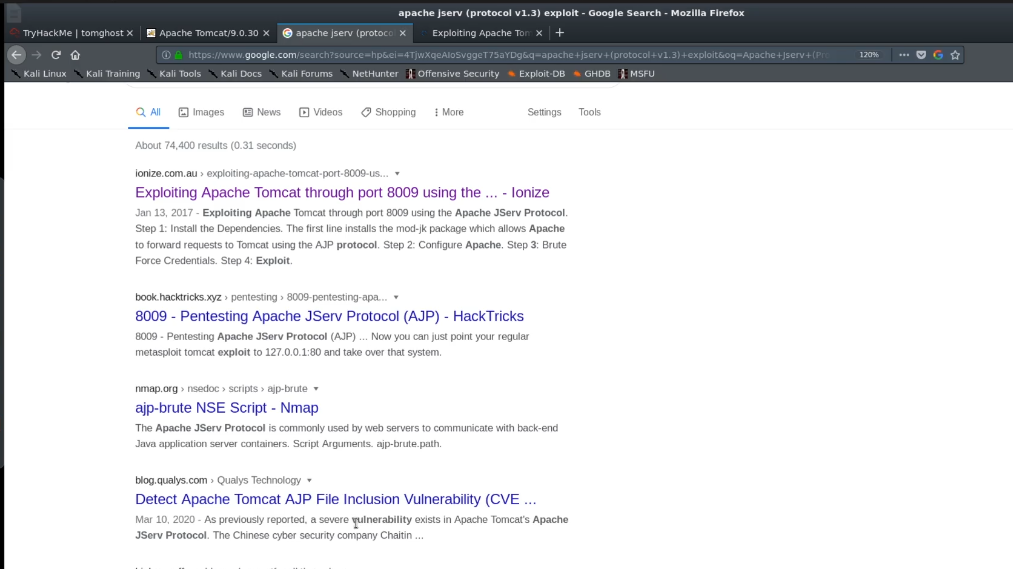 apache jserv (protocol v1.3) exploit - Google Search - Mozilla Firefox
TryHackMe | tomghost
Apache Tomcat/9.0.30
apache jserv (protoco
Exploiting Apache Tom
https://www.google.com/search?source=hp&ei=4TjwXqeAIoSvggeT75aYDg&q=apache+jserv+(protocol+v1.3)+exploit&oq=Apache+Jserv+(Pr
120%
Kali Linux
Kali Training
Kali Tools
Kali Docs
Kali Forums
NetHunter
Offensive Security
Exploit-DB
GHDB
MSFU
All
Images
News
Videos
Shopping
More
Settings
Tools
About 74,400 results (0.31 seconds)
ionize.com.au › exploiting-apache-tomcat-port-8009-us...
Exploiting Apache Tomcat through port 8009 using the ... - Ionize
Jan 13, 2017 - Exploiting Apache Tomcat through port 8009 using the Apache JServ Protocol.
Step 1: Install the Dependencies. The first line installs the mod-jk package which allows Apache
to forward requests to Tomcat using the AJP protocol. Step 2: Configure Apache. Step 3: Brute
Force Credentials. Step 4: Exploit.
book.hacktricks.xyz › pentesting › 8009-pentesting-apa...
8009 - Pentesting Apache JServ Protocol (AJP) - HackTricks
8009 - Pentesting Apache JServ Protocol (AJP) ... Now you can just point your regular
metasploit tomcat exploit to 127.0.0.1:80 and take over that system.
nmap.org › nsedoc › scripts › ajp-brute
ajp-brute NSE Script - Nmap
The Apache JServ Protocol is commonly used by web servers to communicate with back-end
Java application server containers. Script Arguments. ajp-brute.path.
blog.qualys.com › Qualys Technology
Detect Apache Tomcat AJP File Inclusion Vulnerability (CVE ...
Mar 10, 2020 - As previously reported, a severe vulnerability exists in Apache Tomcat's Apache
JServ Protocol. The Chinese cyber security company Chaitin ...